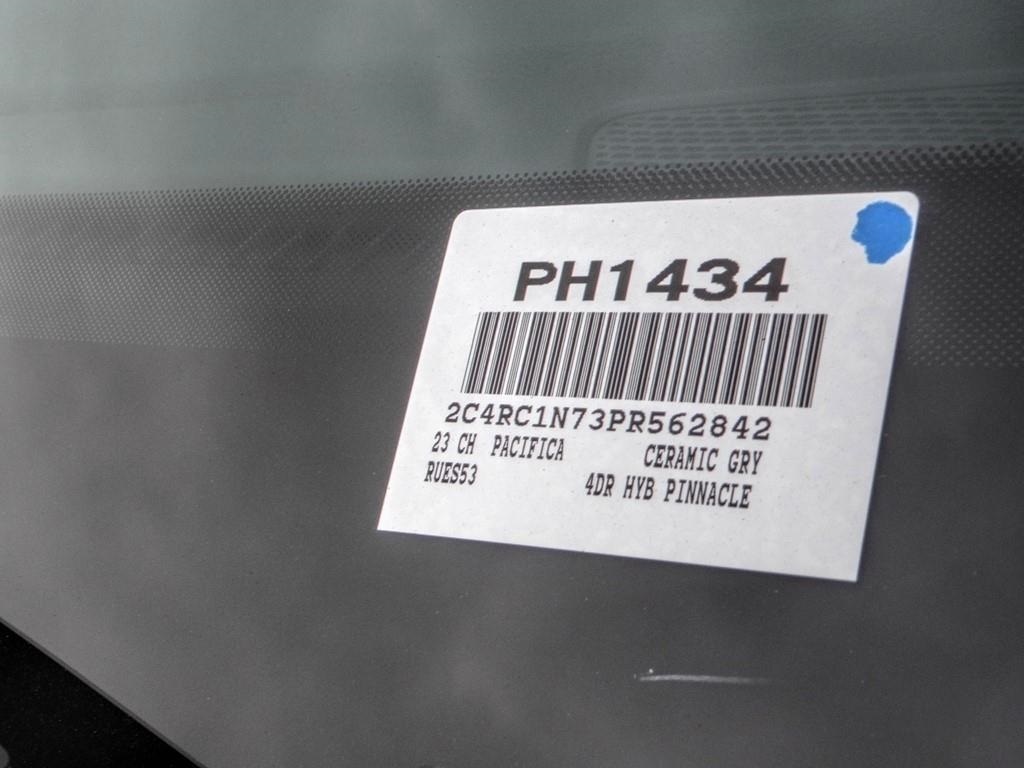 PH1434
2C4RC1N73PR562842
23 CH PACIFICA CERAMIC GRY
RUES53 4DR HYB PINNACLE